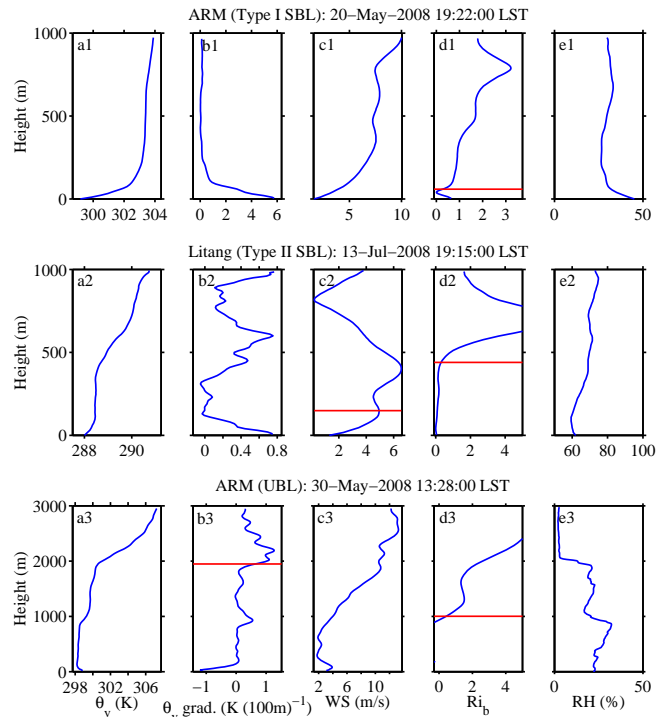 ARM (Type I SBL): 20–May–2008 19:22:00 LST
a1 b1 c1 d1 e1
1000
500
0
Height (m)
300 302 304 0 2 4 6 5 10 0 1 2 3 0 50 100
Litang (Type II SBL): 13–Jul–2008 19:15:00 LST
a2 b2 c2 d2 e2
1000
500
0
Height (m)
288 290 0 0.4 0.8 0 2 4 6 0 2 4 60 80 100
ARM (UBL): 30–May–2008 13:28:00 LST
a3 b3 c3 d3 e3
3000
2000
1000
0
Height (m)
298 302 306 −1 0 1 2 6 10 0 2 4 0 50 100
θv (K) θv grad. (K (100m)−1) WS (m/s) Rib RH (%)